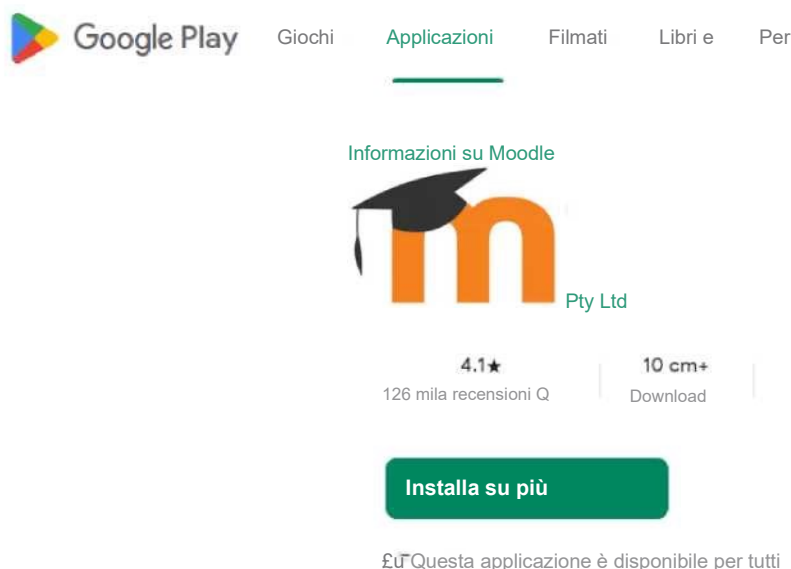 Google Play Giochi Applicazioni Filmati Libri e Per
Informazioni su Moodle
m
Pty Ltd
4.1★ 10 cm+
126 mila recensioni Q Download
Installa su più
£u Questa applicazione è disponibile per tutti